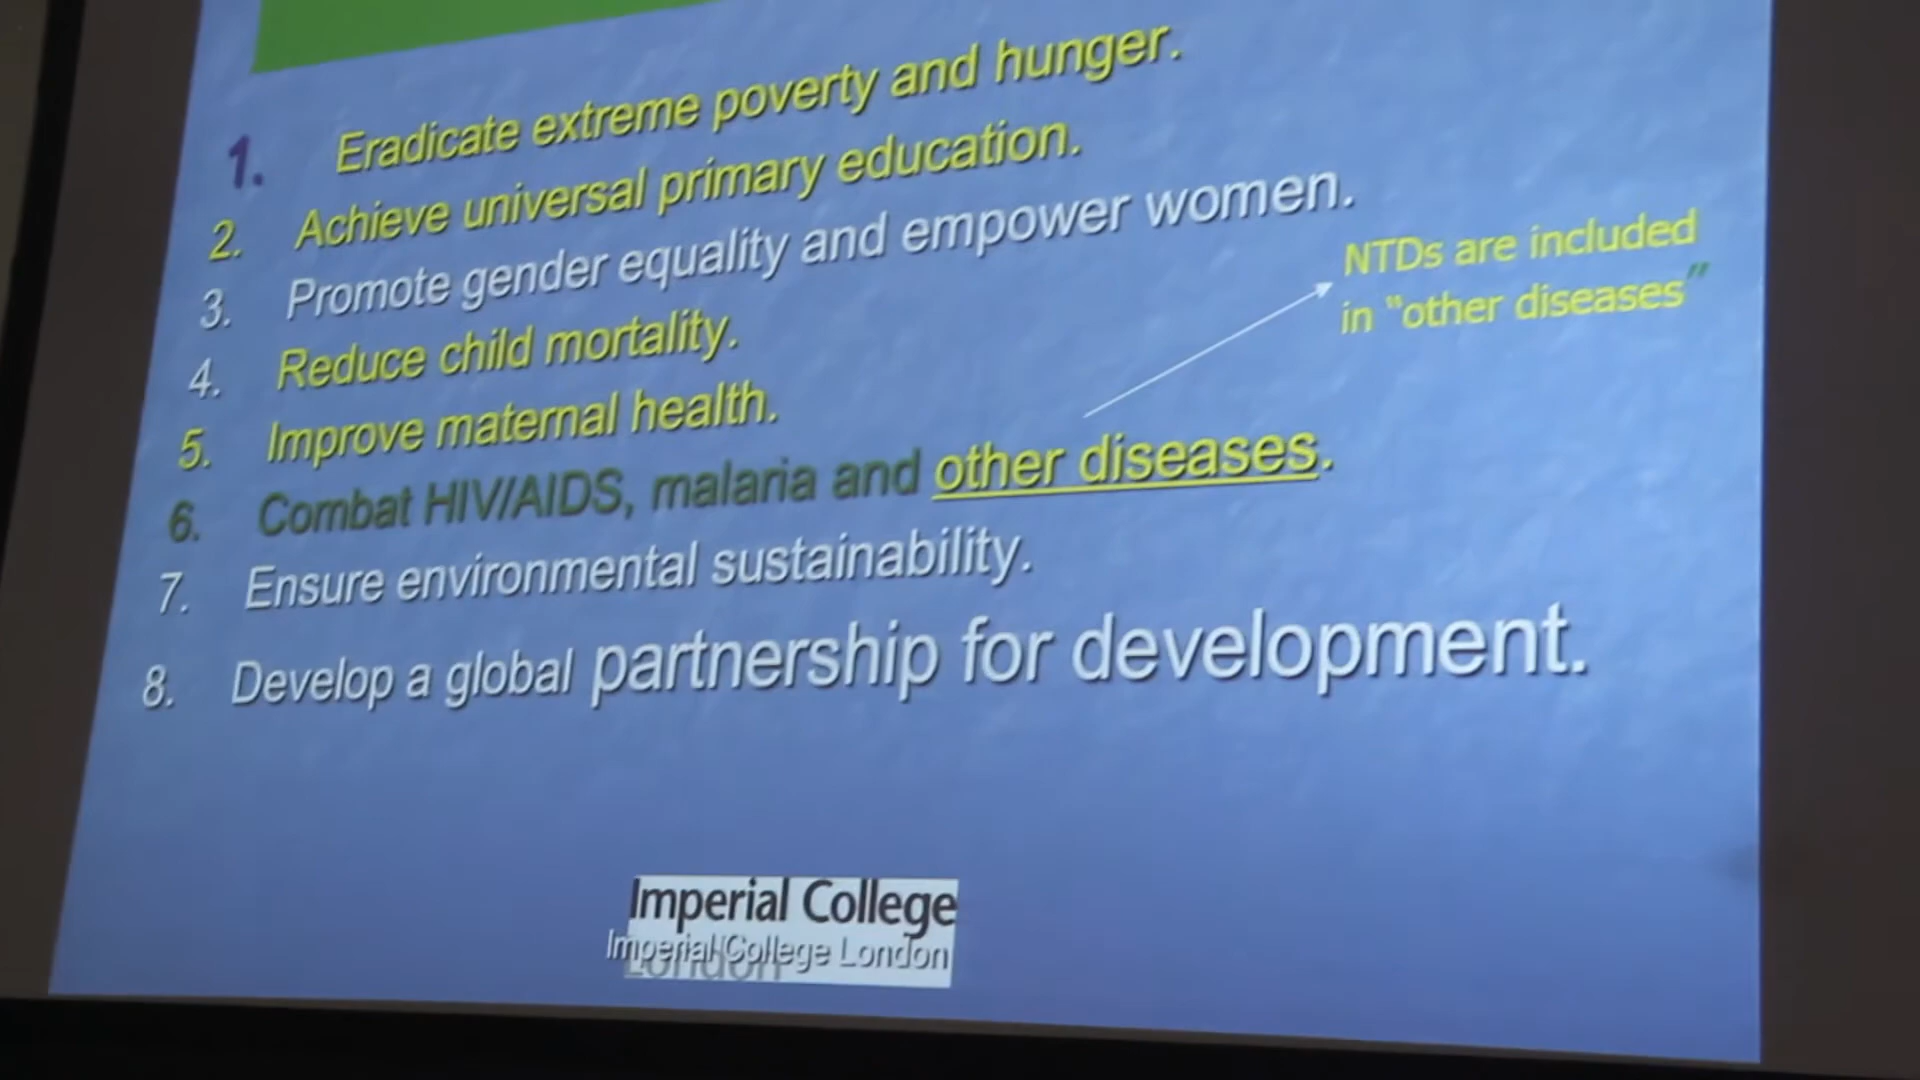 1. Eradicate extreme poverty and hunger.
2. Achieve universal primary education.
3. Promote gender equality and empower women.
NTDs are included
in "other diseases"
4. Reduce child mortality.
5. Improve maternal health.
6. Combat HIV/AIDS, malaria and other diseases.
7. Ensure environmental sustainability.
8. Develop a global partnership for development.
Imperial College
London
Imperial College London